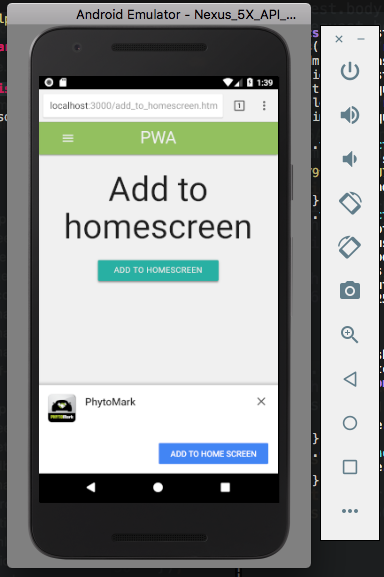 Android Emulator - Nexus_5X_API_...
1:39
localhost:3000/add_to_homescreen.htm
1
PWA
Add to
homescreen
ADD TO HOMESCREEN
PhytoMark
PHYTOMark
ADD TO HOME SCREEN